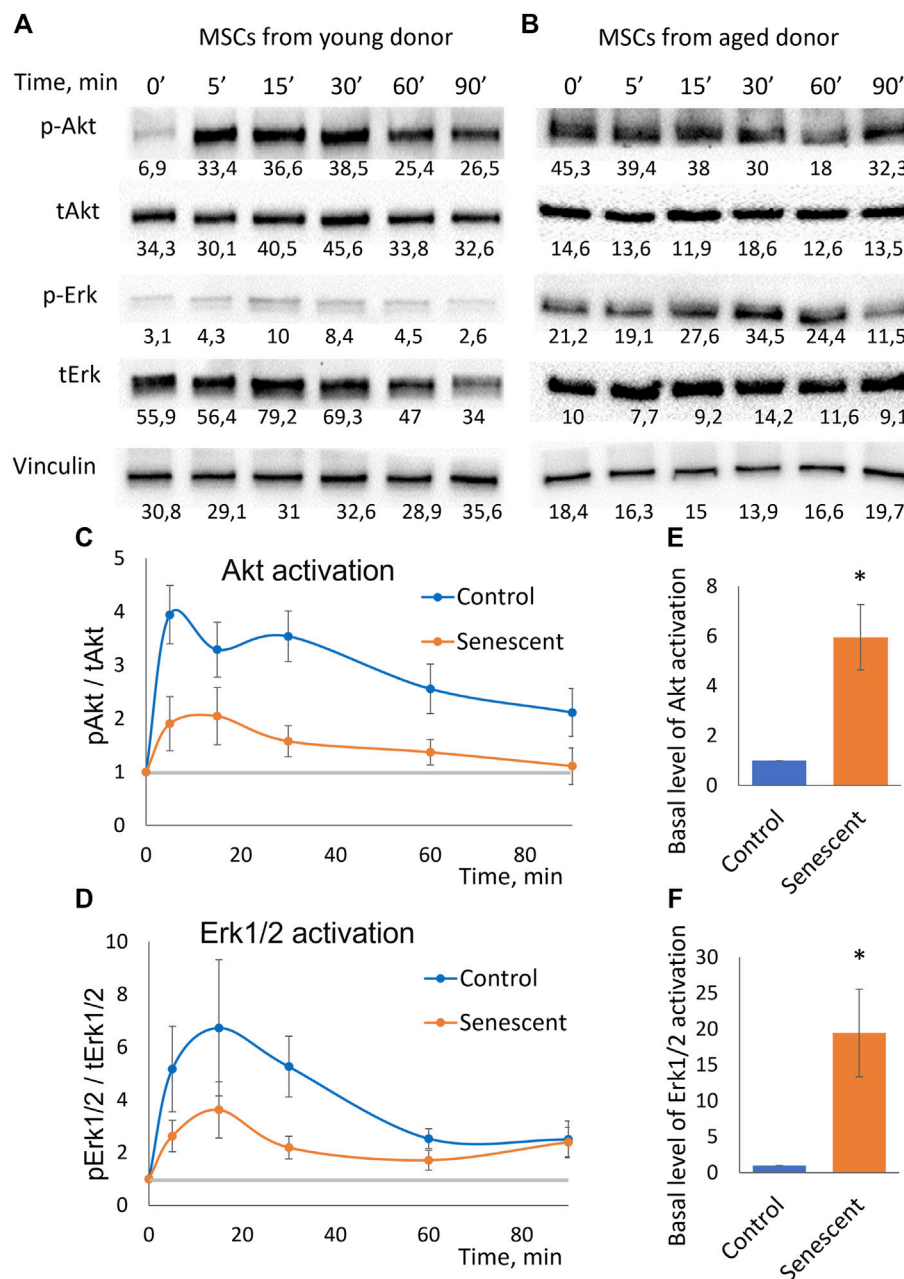 A
MSCs from young donor
Time, min 0’ 5’ 15’ 30’ 60’ 90’
p-Akt
6,9 33,4 36,6 38,5 25,4 26,5
tAkt
34,3 30,1 40,5 45,6 33,8 32,6
p-Erk
3,1 4,3 10 8,4 4,5 2,6
tErk
55,9 56,4 79,2 69,3 47 34
Vinculin
30,8 29,1 31 32,6 28,9 35,6
B
MSCs from aged donor
0’ 5’ 15’ 30’ 60’ 90’
45,3 39,4 38 30 18 32,3
14,6 13,6 11,9 18,6 12,6 13,5
21,2 19,1 27,6 34,5 24,4 11,5
10 7,7 9,2 14,2 11,6 9,1
18,4 16,3 15 13,9 16,6 19,7
C
Akt activation
pAkt / tAkt
5
4
3
2
1
0
Control
Senescent
0 20 40 60 80
Time, min
E
Basal level of Akt activation
8
6
4
2
0
*
Control
Senescent
D
Erk1/2 activation
pErk1/2 / tErk1/2
10
8
6
4
2
0
Control
Senescent
0 20 40 60 80
Time, min
F
Basal level of Erk1/2 activation
30
25
20
15
10
5
0
*
Control
Senescent